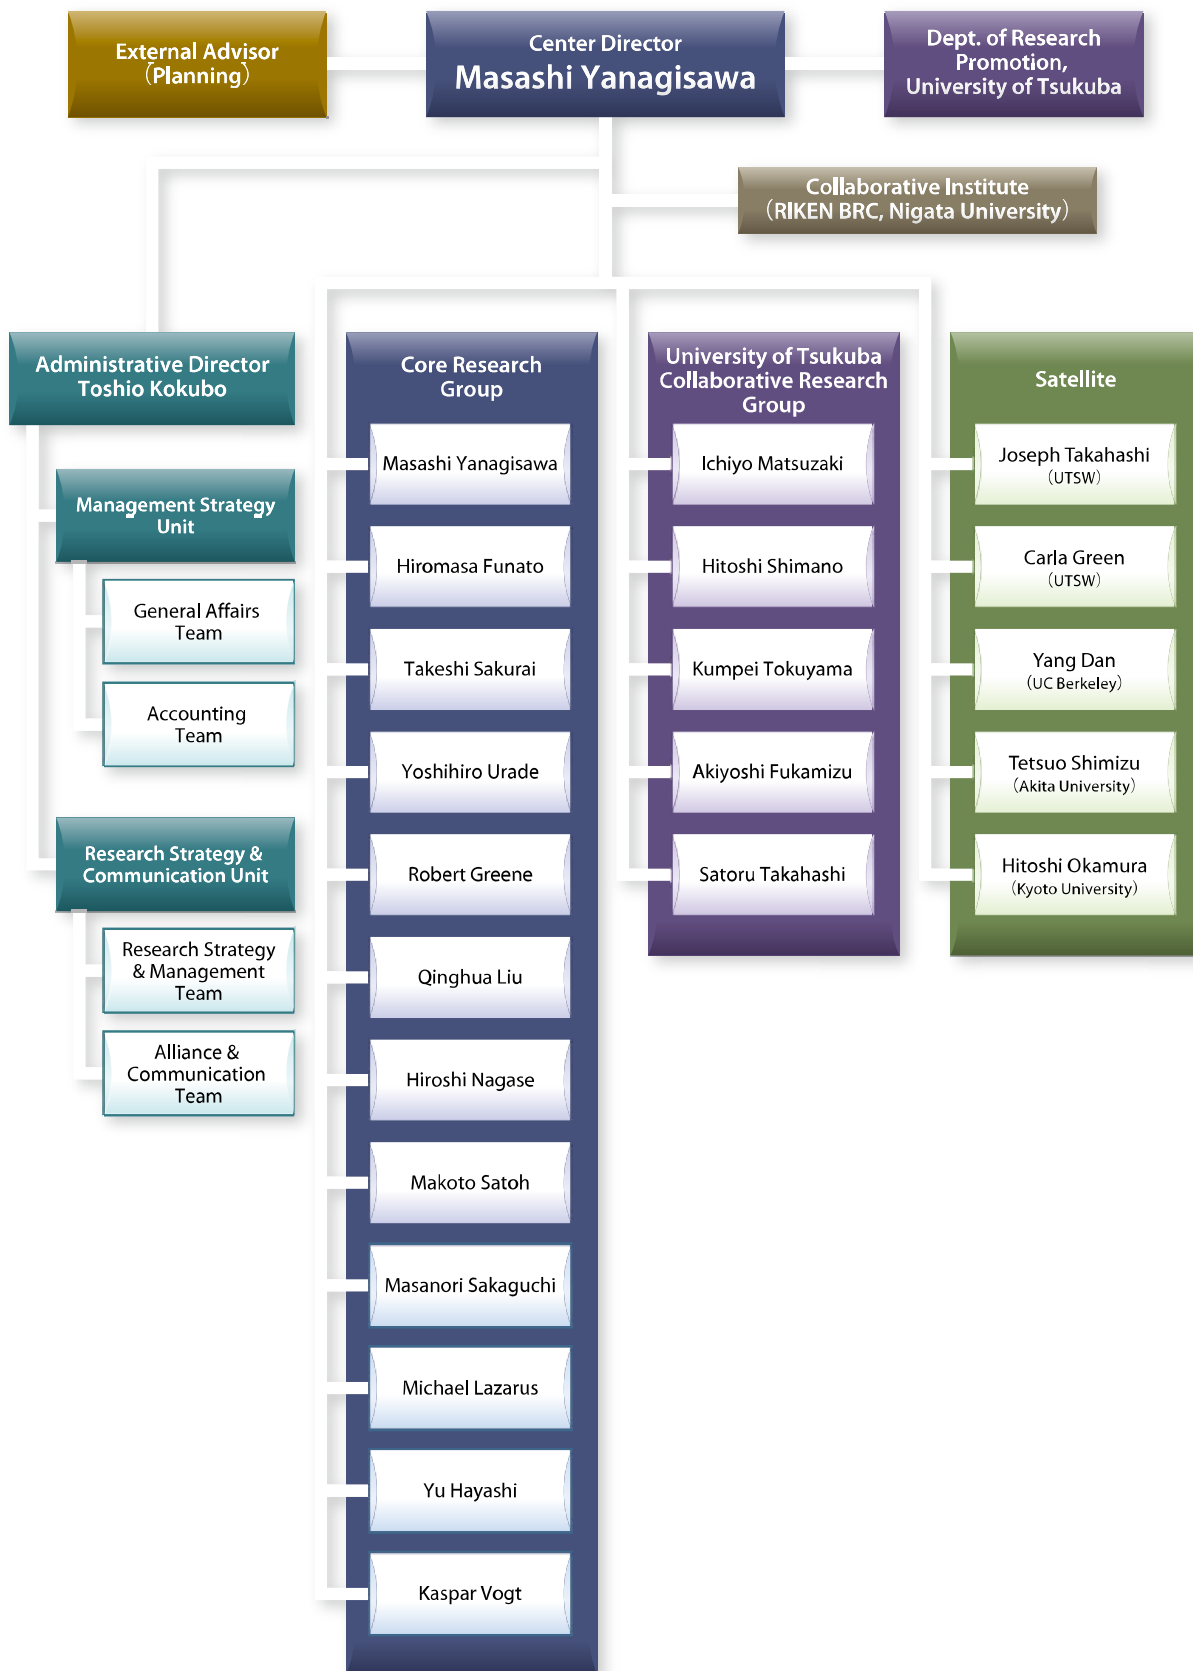 External Advisor
(Planning)
Center Director
Masashi Yanagisawa
Dept. of Research
Promotion,
University of Tsukuba
Collaborative Institute
(RIKEN BRC, Nigata University)
Administrative Director
Toshio Kokubo
Management Strategy
Unit
General Affairs
Team
Accounting
Team
Research Strategy &
Communication Unit
Research Strategy
& Management
Team
Alliance &
Communication
Team
Core Research
Group
Masashi Yanagisawa
Hiromasa Funato
Takeshi Sakurai
Yoshihiro Urade
Robert Greene
Qinghua Liu
Hiroshi Nagase
Makoto Satoh
Masanori Sakaguchi
Michael Lazarus
Yu Hayashi
Kaspar Vogt
University of Tsukuba
Collaborative Research
Group
Ichiyo Matsuzaki
Hitoshi Shimano
Kumpei Tokuyama
Akiyoshi Fukamizu
Satoru Takahashi
Satellite
Joseph Takahashi
(UTSW)
Carla Green
(UTSW)
Yang Dan
(UC Berkeley)
Tetsuo Shimizu
(Akita University)
Hitoshi Okamura
(Kyoto University)